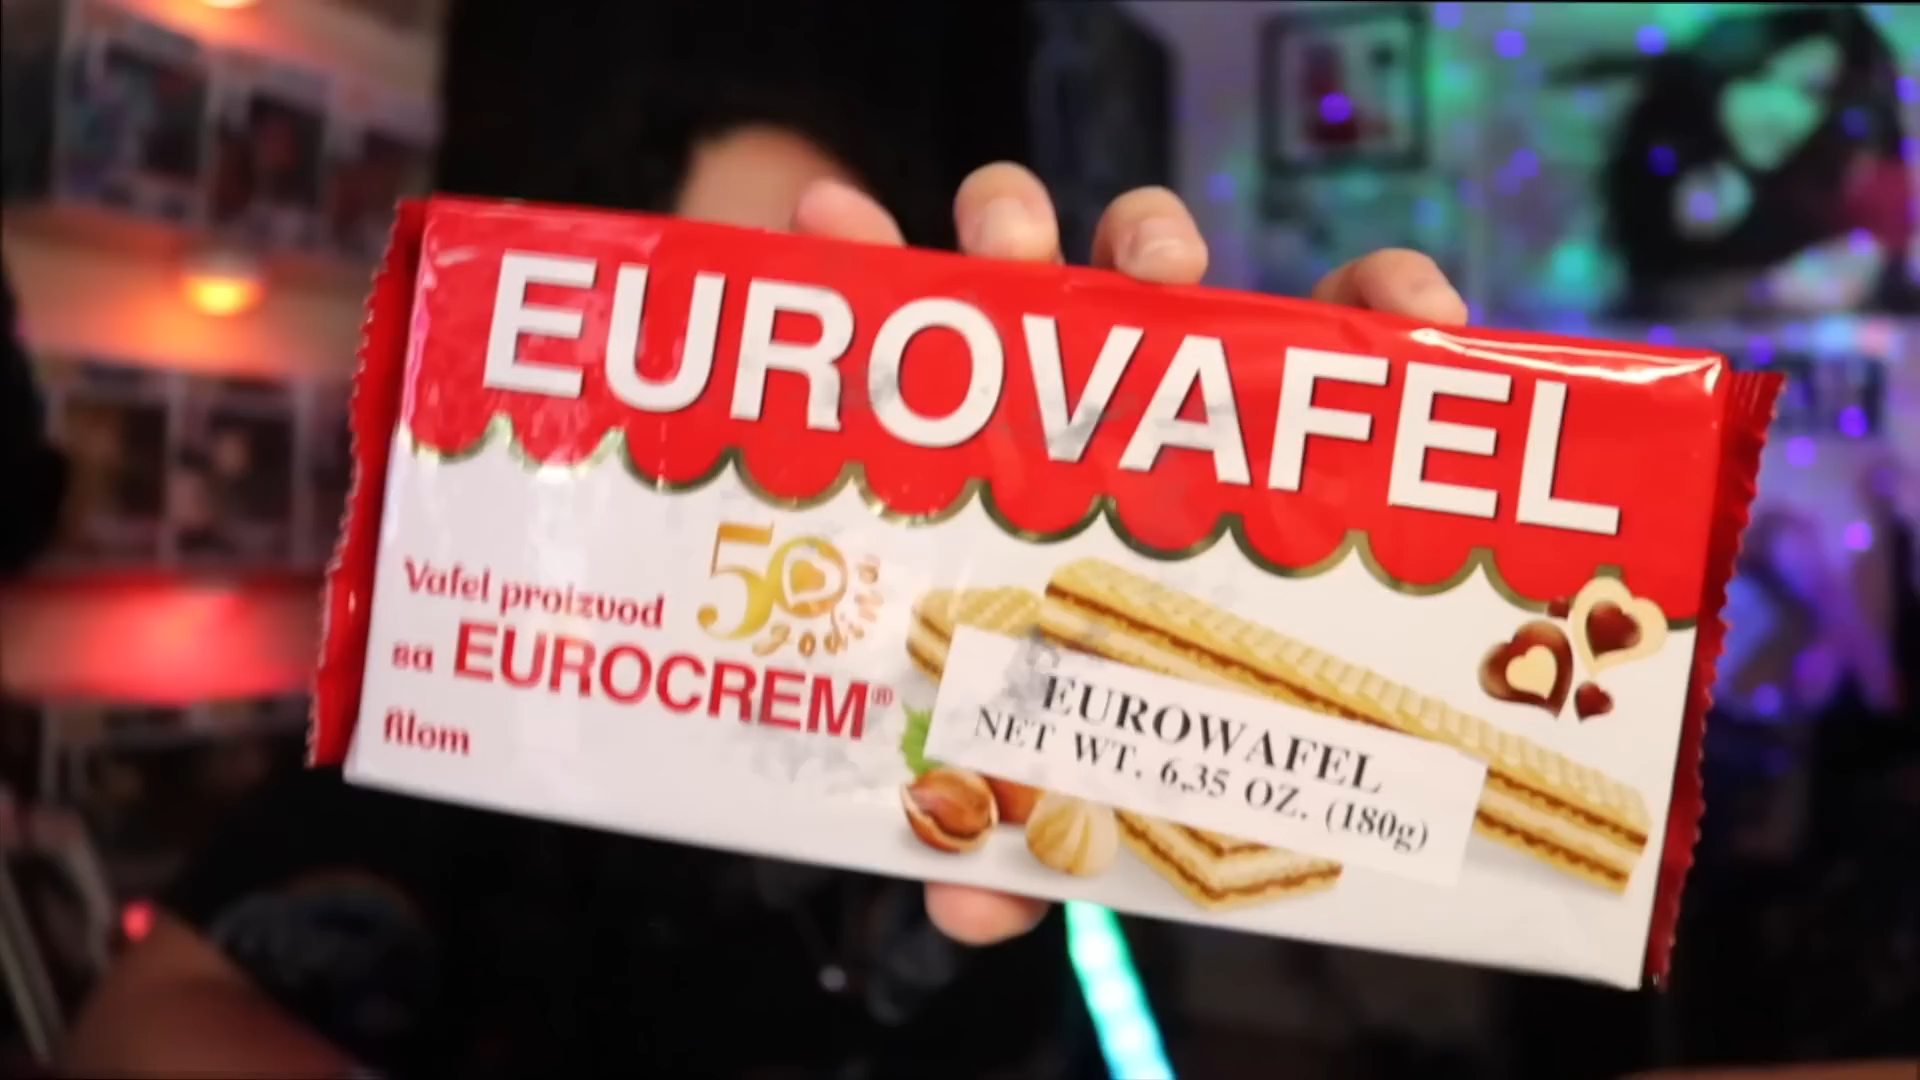 EUROVAFEL
50
godina
Vafel proizvod
sa EUROCREM®
filom
EUROWAFEL
NET WT. 6.35 OZ. (180g)